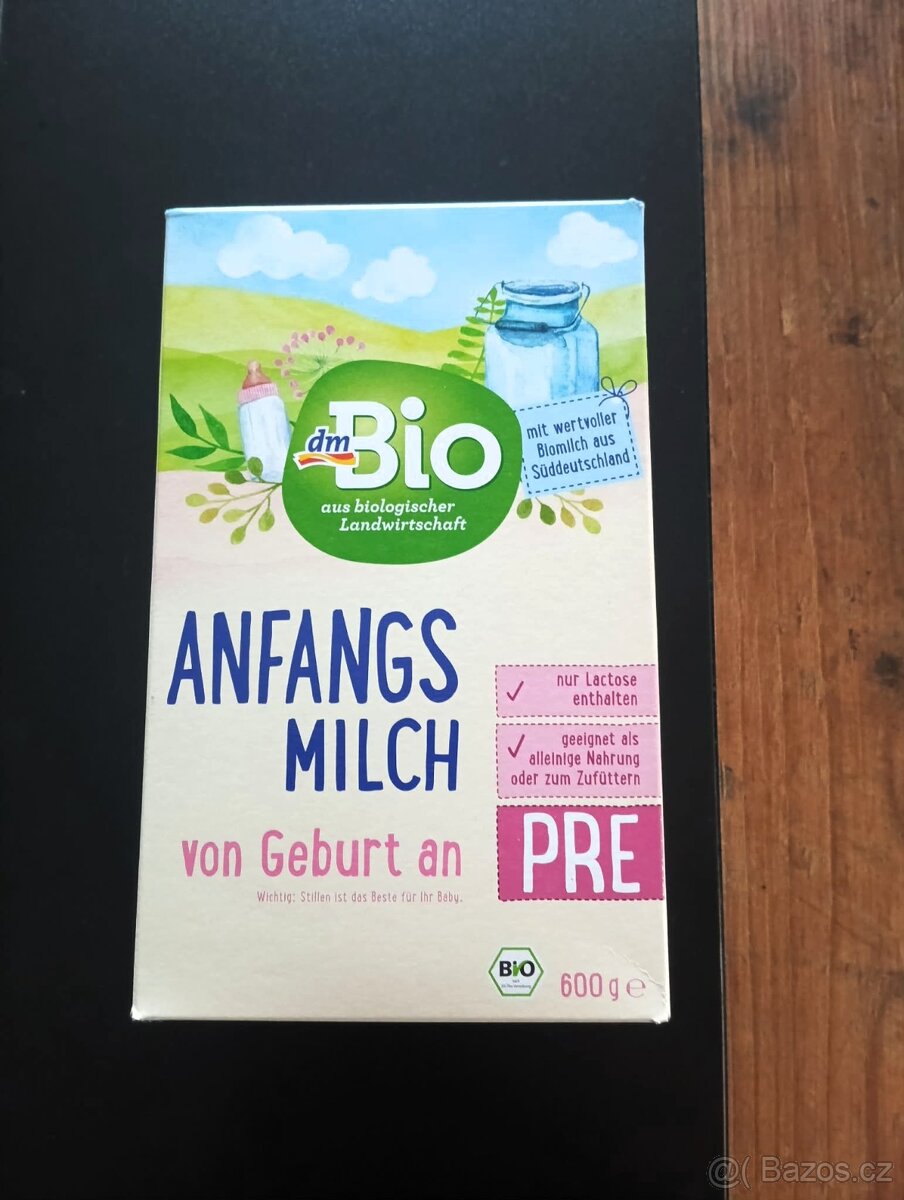 dm Bio
aus biologischer
Landwirtschaft
mit wertvoller
Biomilch aus
Süddeutschland
ANFANGS
MILCH
von Geburt an
Wichtig: Stillen ist das Beste für Ihr Baby.
nur Lactose
enthalten
geeignet als
alleinige Nahrung
oder zum Zufüttern
PRE
BIO
600 g e
@( Bazos.cz